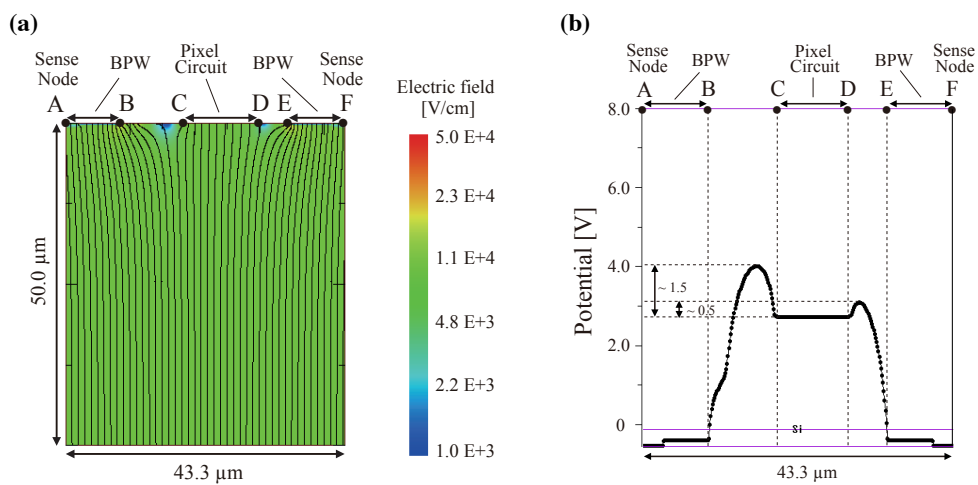 (a)
Sense
Node
BPW
Pixel
Circuit
BPW
Sense
Node
A
B
C
D
E
F
50.0 μm
43.3 μm
Electric field
[V/cm]
5.0 E+4
2.3 E+4
1.1 E+4
4.8 E+3
2.2 E+3
1.0 E+3
(b)
Sense
Node
BPW
Pixel
Circuit
BPW
Sense
Node
A
B
C
D
E
F
8.0
6.0
4.0
2.0
0
Potential [V]
~ 1.5
~ 0.5
Si
43.3 μm